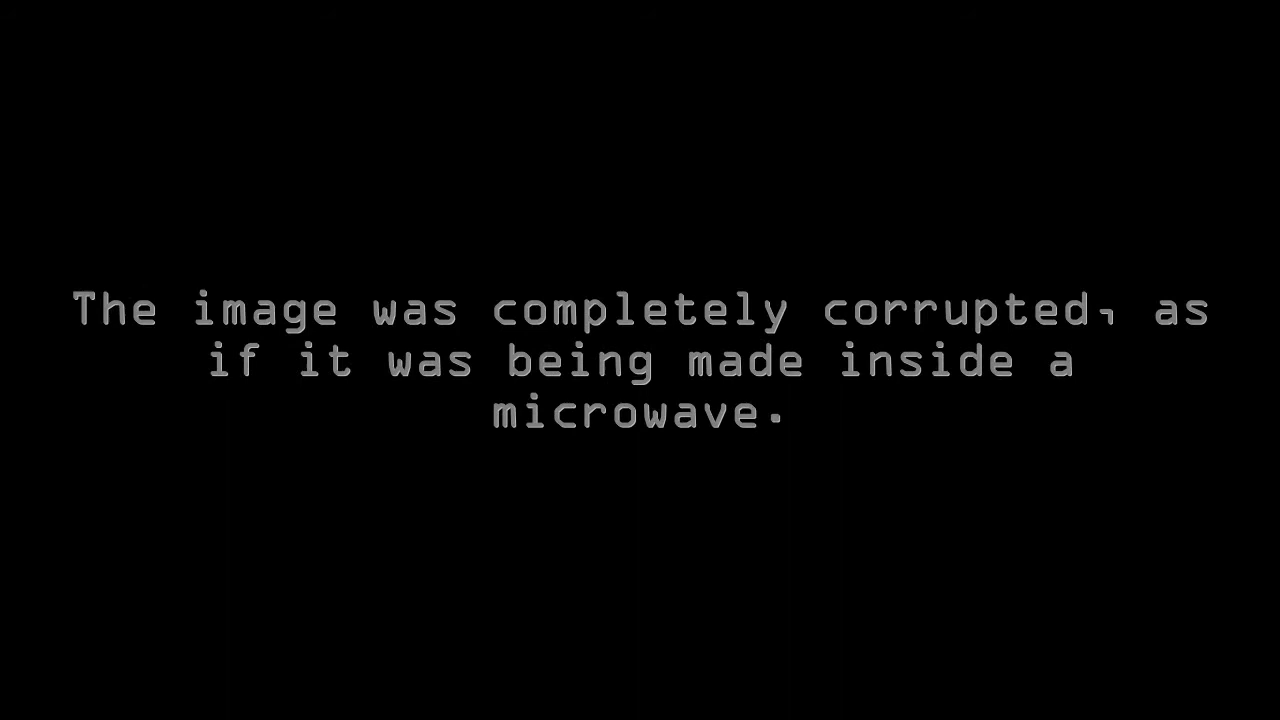 The image was completely corrupted, as
if it was being made inside a
microwave.